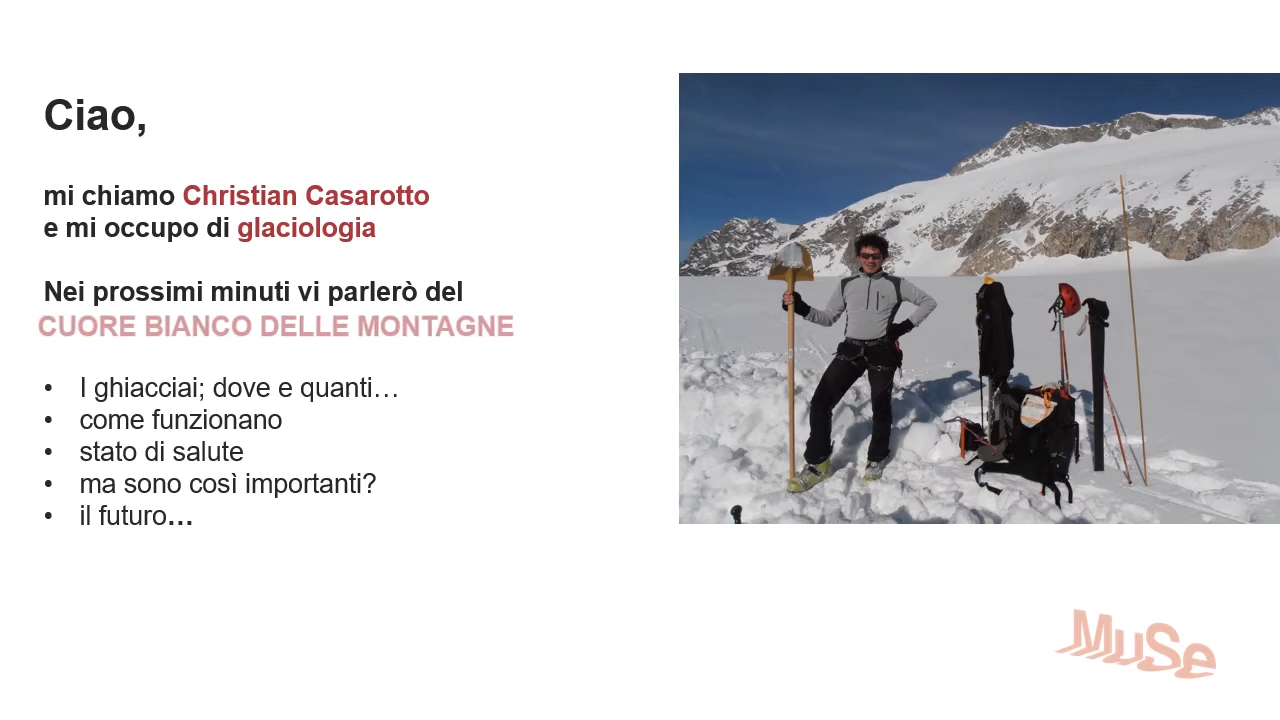 Ciao,
mi chiamo Christian Casarotto
e mi occupo di glaciologia
Nei prossimi minuti vi parlerò del
CUORE BIANCO DELLE MONTAGNE
• I ghiacciai; dove e quanti…
• come funzionano
• stato di salute
• ma sono così importanti?
• il futuro…
MuSe